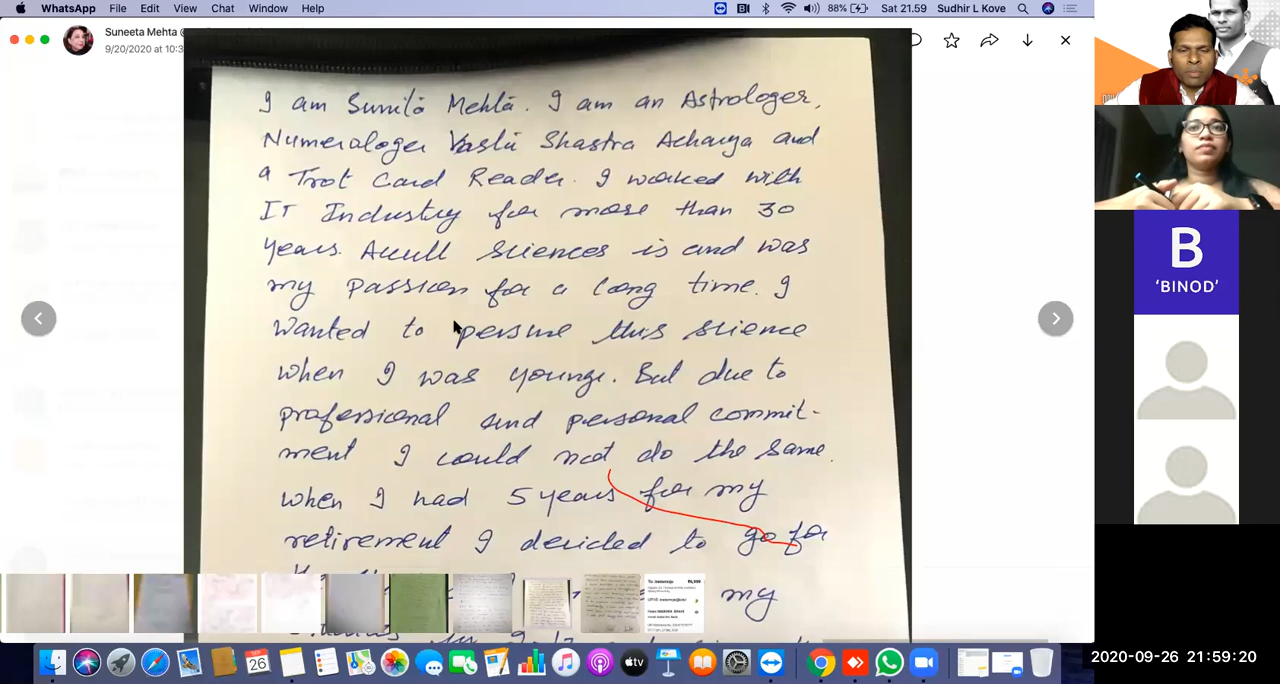 WhatsApp File Edit View Chat Window Help
88% Sat 21.59 Sudhir L Kove
Suneeta Mehta
9/20/2020 at 10:3
I am Sunita Mehta. I am an Astrologer,
Numerologer Vastu Shastra Acharya and
a Trot Card Reader. I worked with
IT Industry for more than 30
years. Accult sciences is and was
my passion for a long time. I
wanted to persue this science
when I was younge. But due to
professional and personal commit-
ment I could not do the same.
When I had 5 years for my
retirement I decided to go for
my
B
'BINOD'
SEP
26
tv
2020-09-26 21:59:20